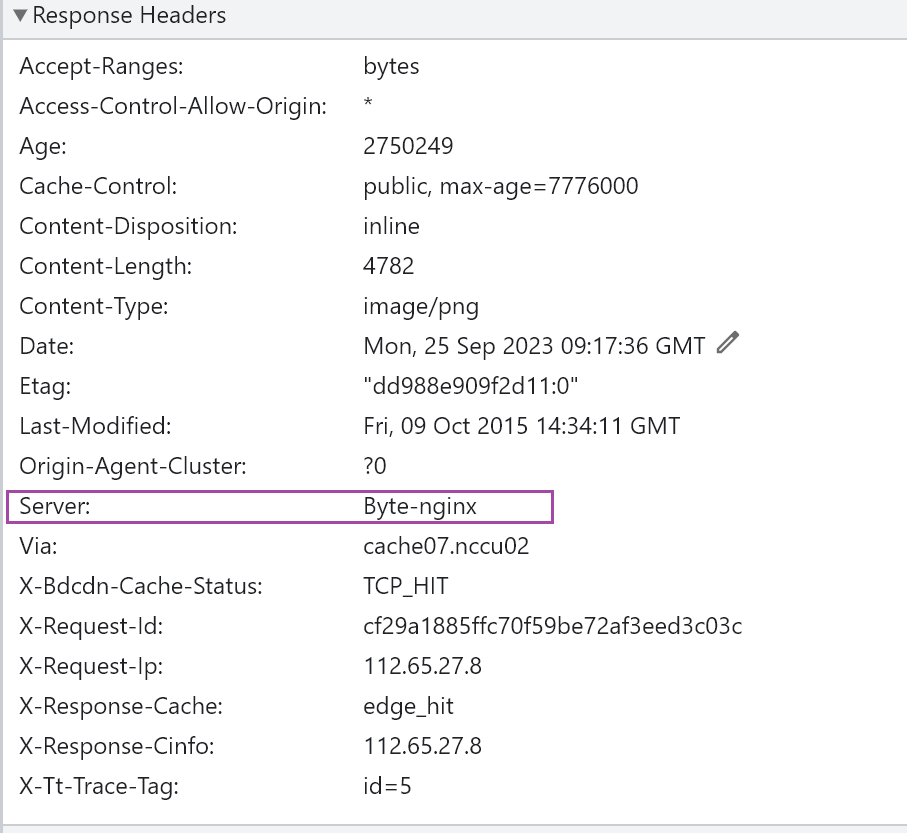 Response Headers
Accept-Ranges: bytes
Access-Control-Allow-Origin: *
Age: 2750249
Cache-Control: public, max-age=7776000
Content-Disposition: inline
Content-Length: 4782
Content-Type: image/png
Date: Mon, 25 Sep 2023 09:17:36 GMT
Etag: "dd988e909f2d11:0"
Last-Modified: Fri, 09 Oct 2015 14:34:11 GMT
Origin-Agent-Cluster: ?0
Server: Byte-nginx
Via: cache07.nccu02
X-Bdcdn-Cache-Status: TCP_HIT
X-Request-Id: cf29a1885ffc70f59be72af3eed3c03c
X-Request-Ip: 112.65.27.8
X-Response-Cache: edge_hit
X-Response-Cinfo: 112.65.27.8
X-Tt-Trace-Tag: id=5